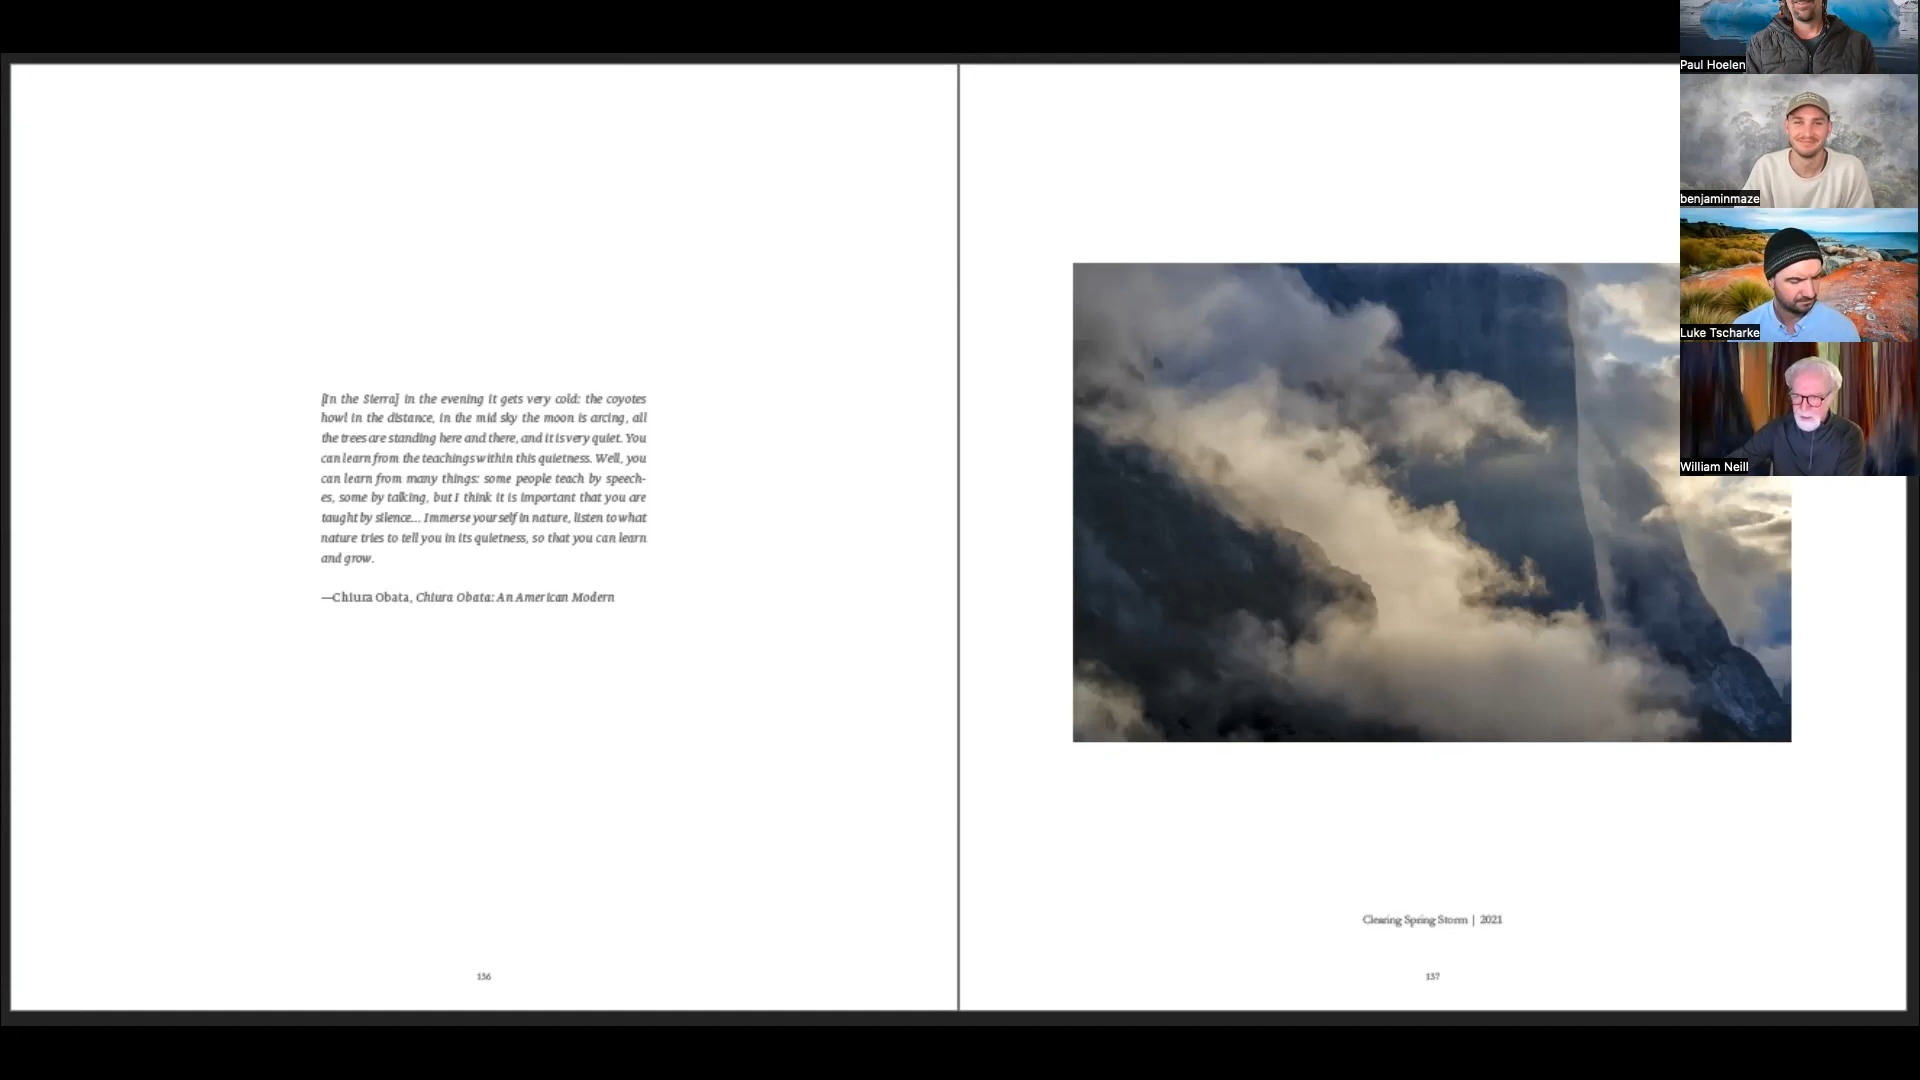 [In the Sierra] in the evening it gets very cold: the coyotes
howl in the distance, in the mid sky the moon is arcing, all
the trees are standing here and there, and it is very quiet. You
can learn from the teachings within this quietness. Well, you
can learn from many things: some people teach by speech-
es, some by talking, but I think it is important that you are
taught by silence... Immerse yourself in nature, listen to what
nature tries to tell you in its quietness, so that you can learn
and grow.
—Chiura Obata, Chiura Obata: An American Modern
136
Clearing Spring Storm | 2021
137
Paul Hoelen
benjaminmaze
Luke Tscharke
William Neill